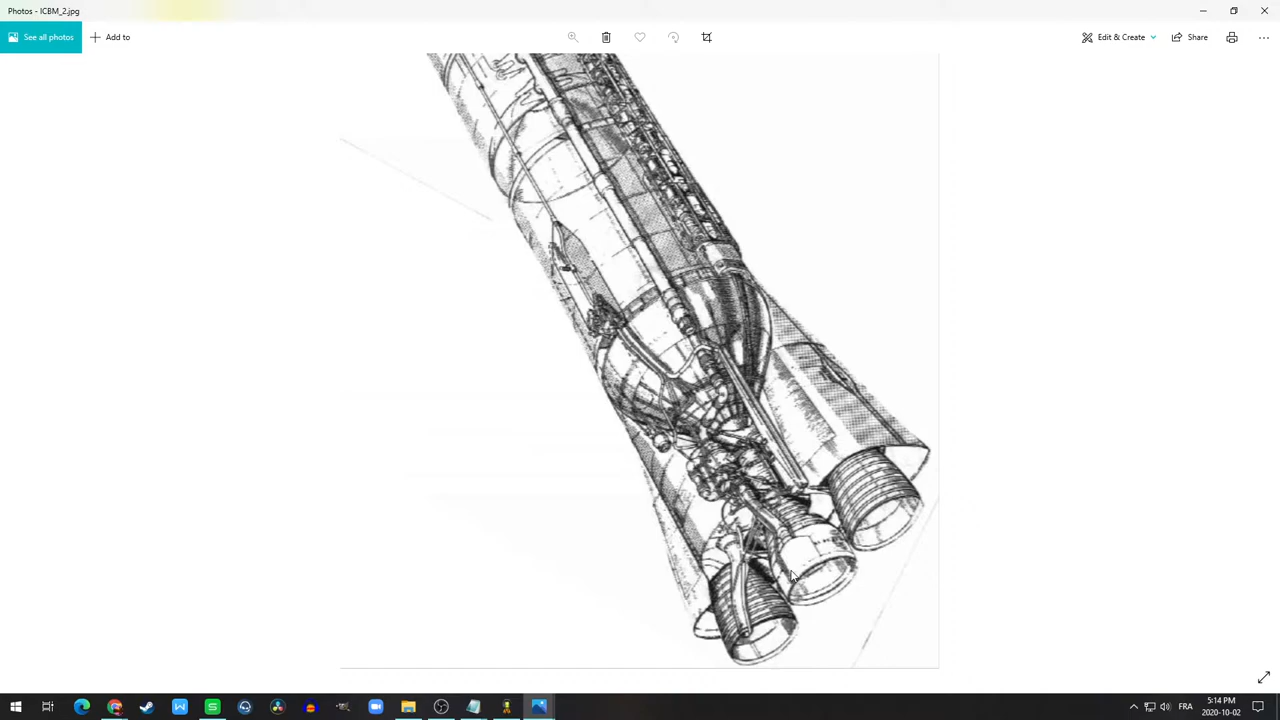 Photos - ICBM_2.jpg
See all photos
Add to
Edit & Create
Share
FRA
5:14 PM
2020-10-02